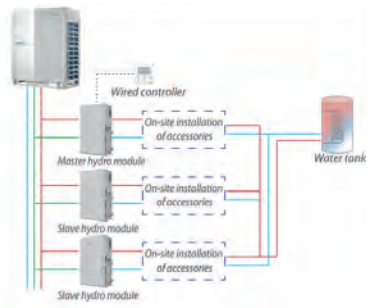 Wired controller
On-site installation
of accessories
Master hydro module
Water tank
On-site installation
of accessories
Slave hydro module
On-site installation
of accessories
Slave hydro module